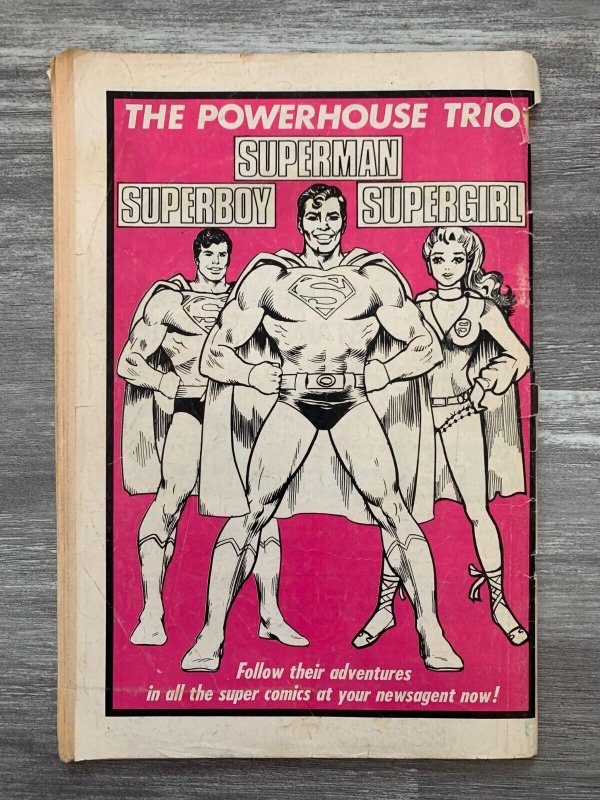 THE POWERHOUSE TRIO
SUPERMAN
SUPERBOY SUPERGIRL
S
S
S
Follow their adventures
in all the super comics at your newsagent now!